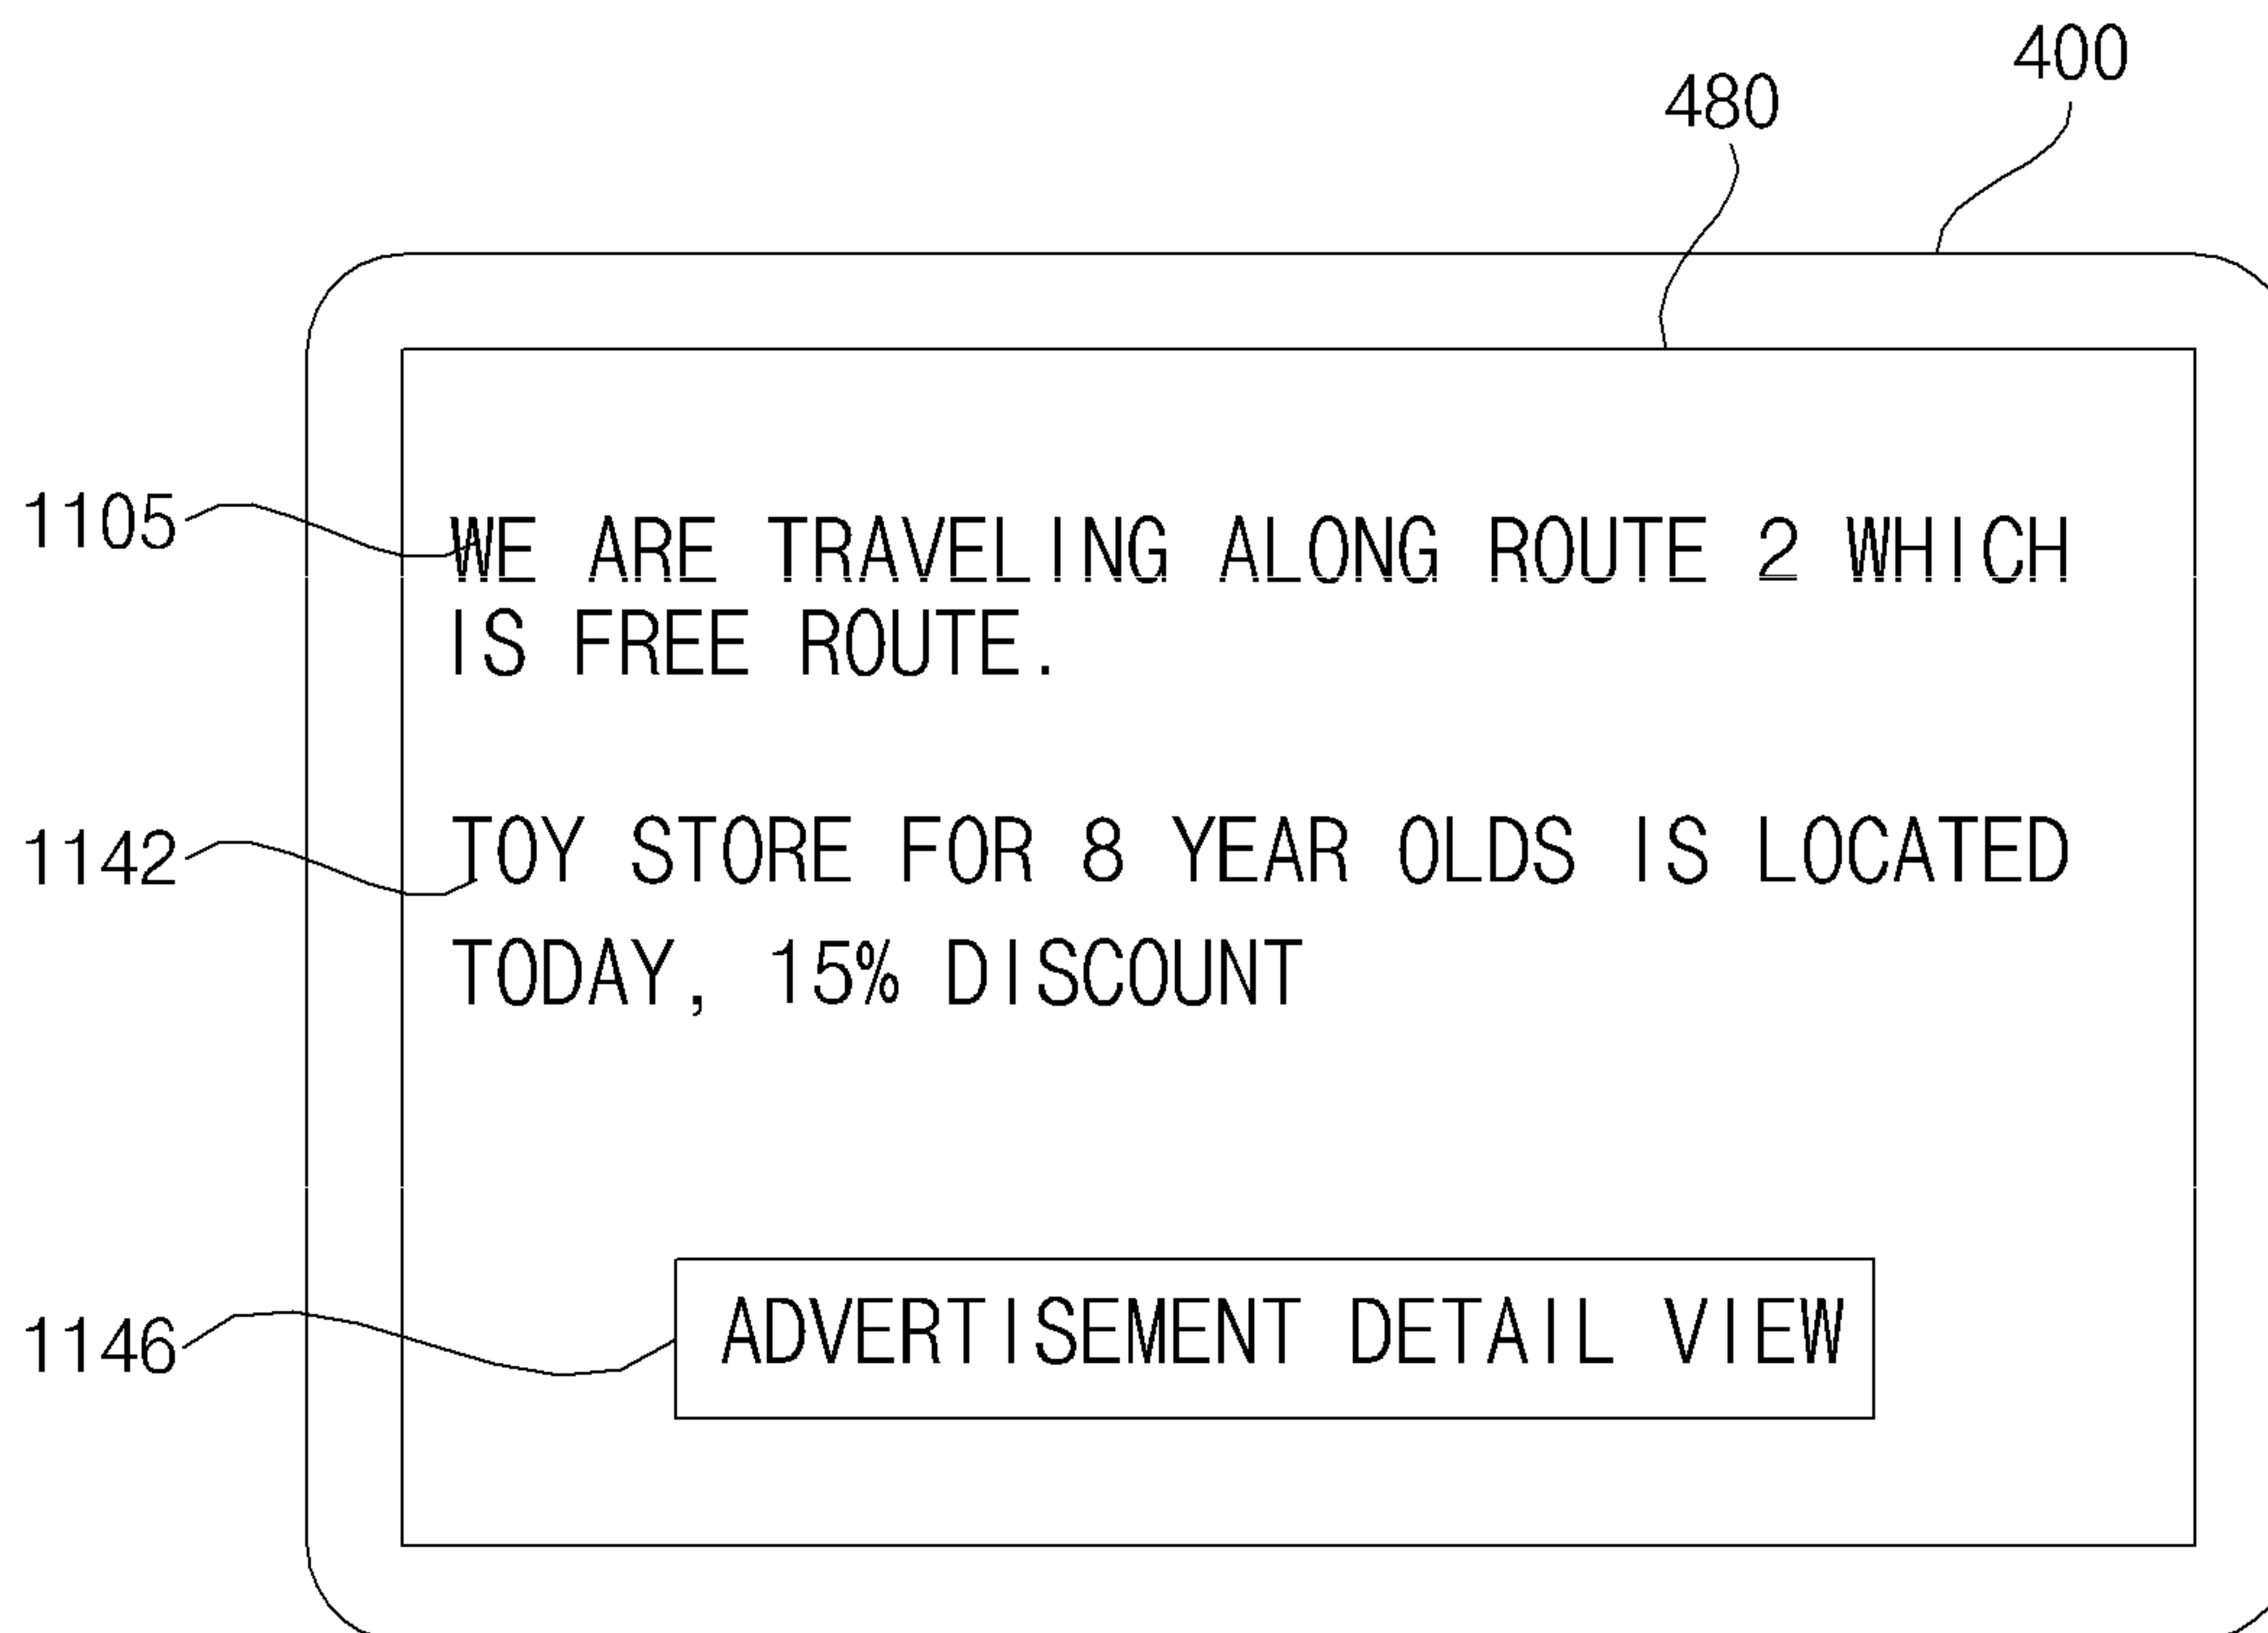 400
480
1105
WE ARE TRAVELING ALONG ROUTE 2 WHICH
IS FREE ROUTE.
1142
TOY STORE FOR 8 YEAR OLDS IS LOCATED
TODAY, 15% DISCOUNT
1146
ADVERTISEMENT DETAIL VIEW